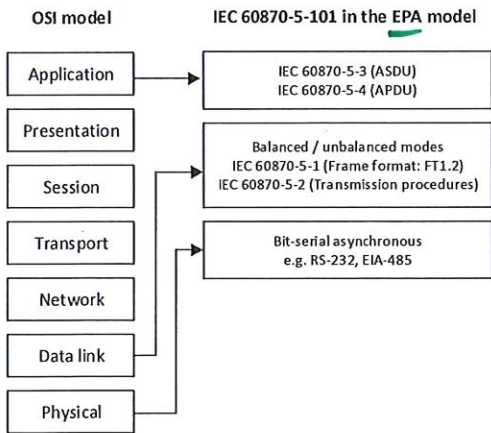 OSI model
IEC 60870-5-101 in the EPA model
Application
IEC 60870-5-3 (ASDU)
IEC 60870-5-4 (APDU)
Presentation
Balanced / unbalanced modes
IEC 60870-5-1 (Frame format: FT1.2)
IEC 60870-5-2 (Transmission procedures)
Session
Transport
Bit-serial asynchronous
e.g. RS-232, EIA-485
Network
Data link
Physical